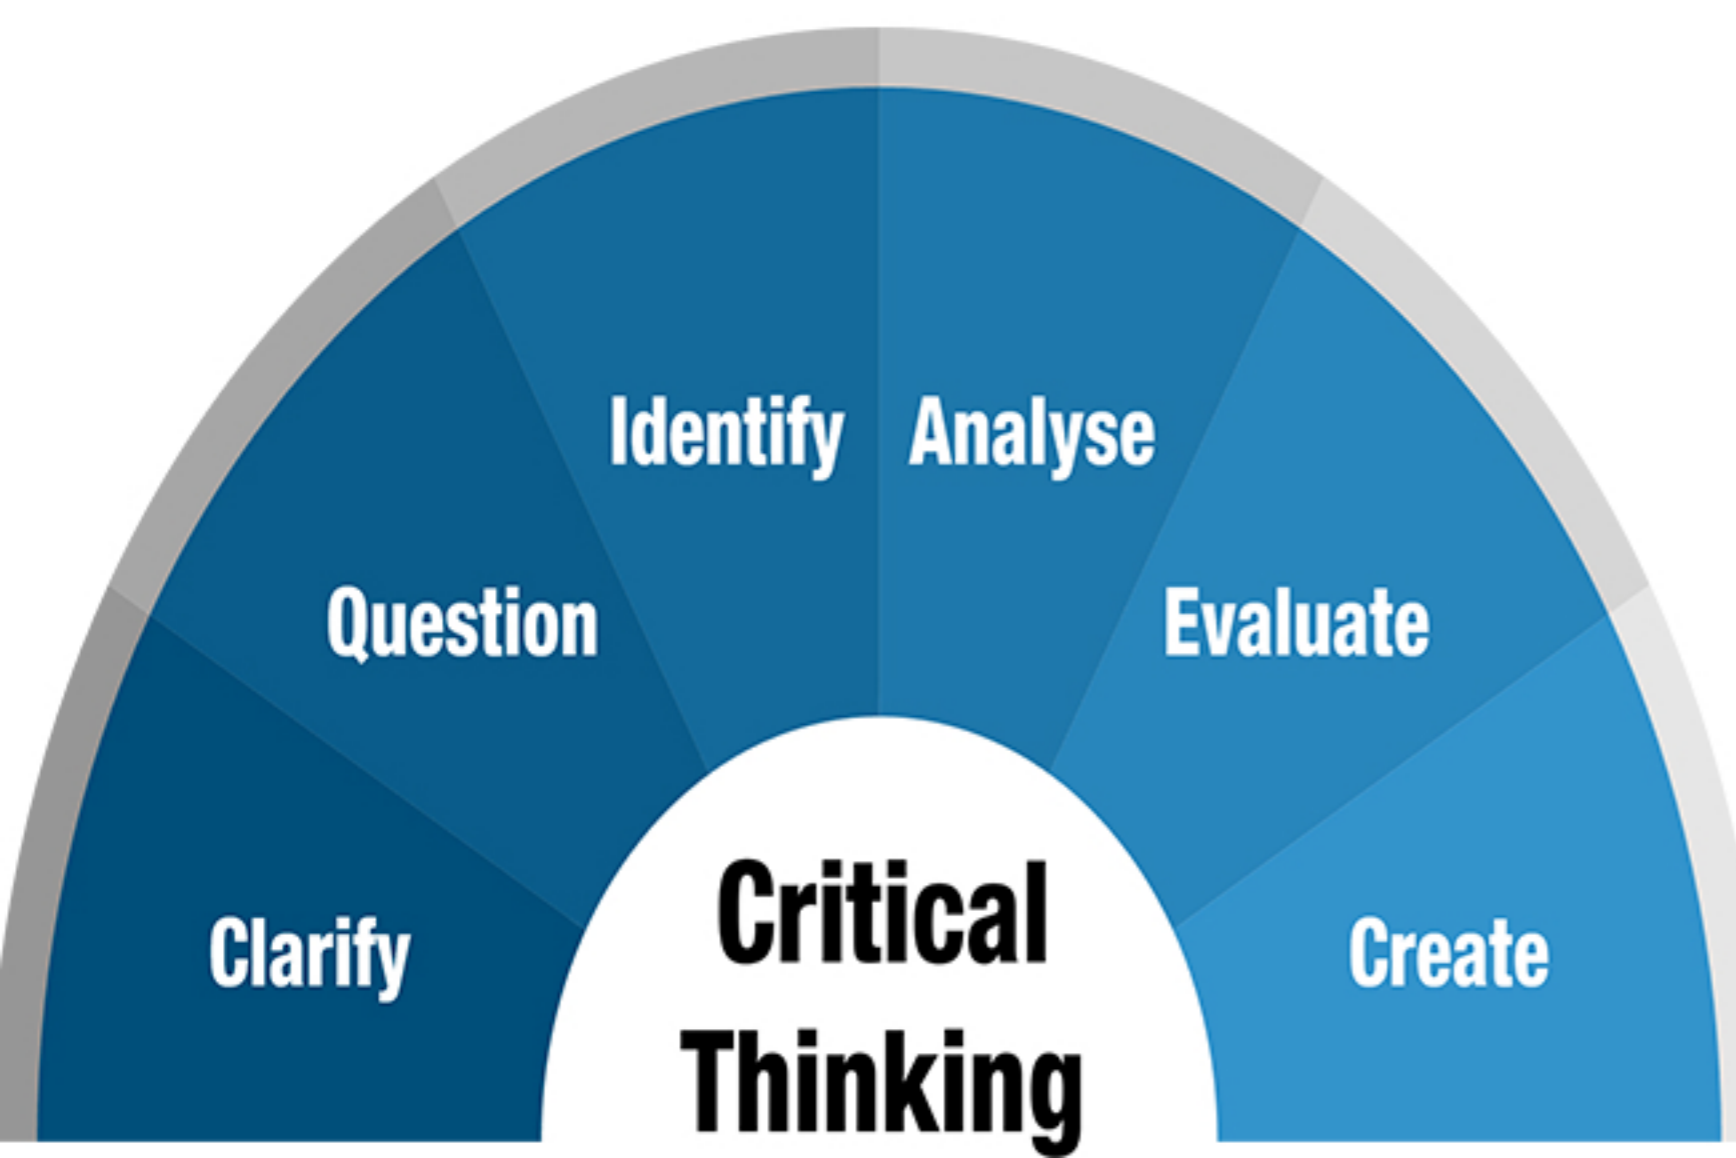 Clarify
Question
Identify
Analyse
Evaluate
Create
Critical
Thinking